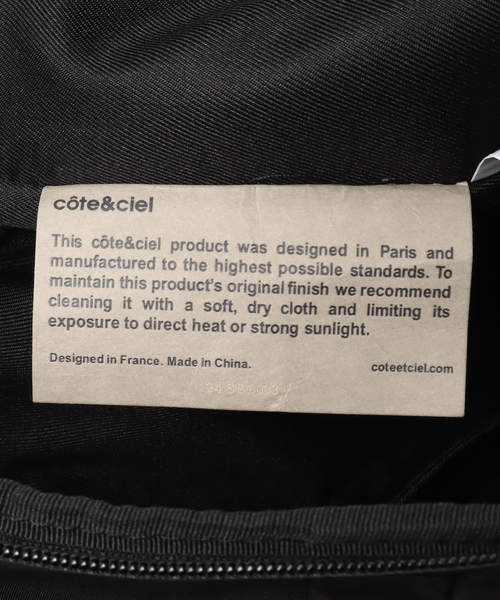 côte&ciel
This côte&ciel product was designed in Paris and
manufactured to the highest possible standards. To
maintain this product's original finish we recommend
cleaning it with a soft, dry cloth and limiting its
exposure to direct heat or strong sunlight.
Designed in France. Made in China.
coteetciel.com